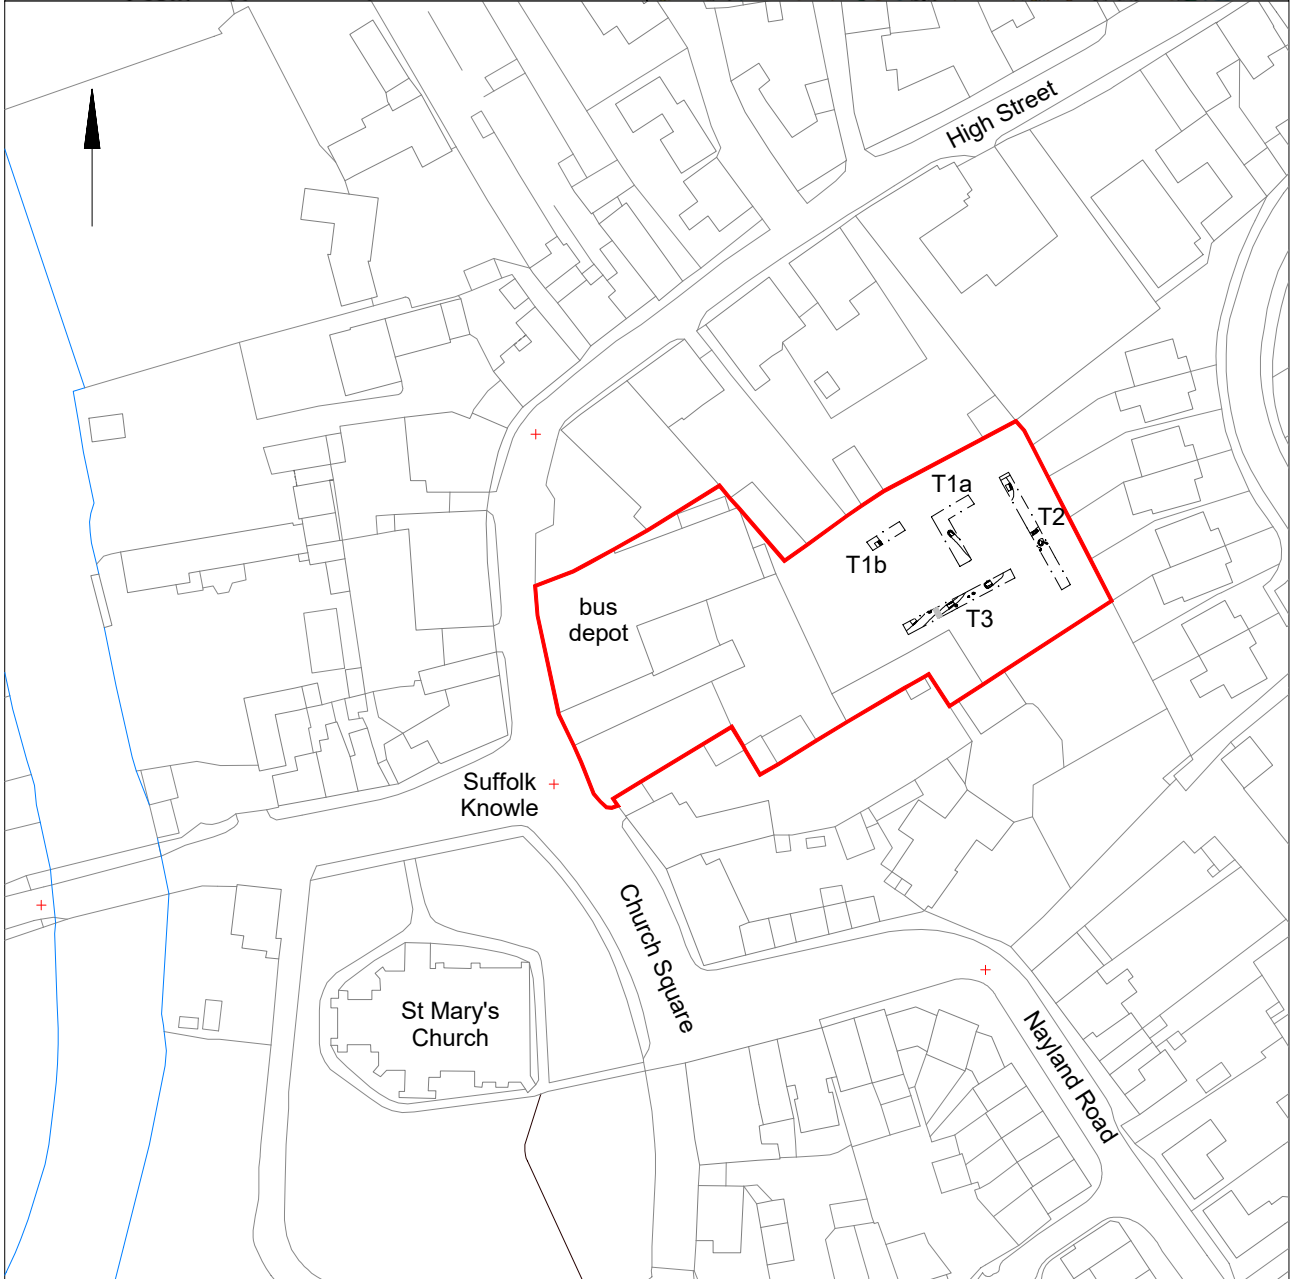 High Street
T1a
T2
T1b
bus
depot
T3
Suffolk
Knowle
Church Square
St Mary's
Church
Nayland Road